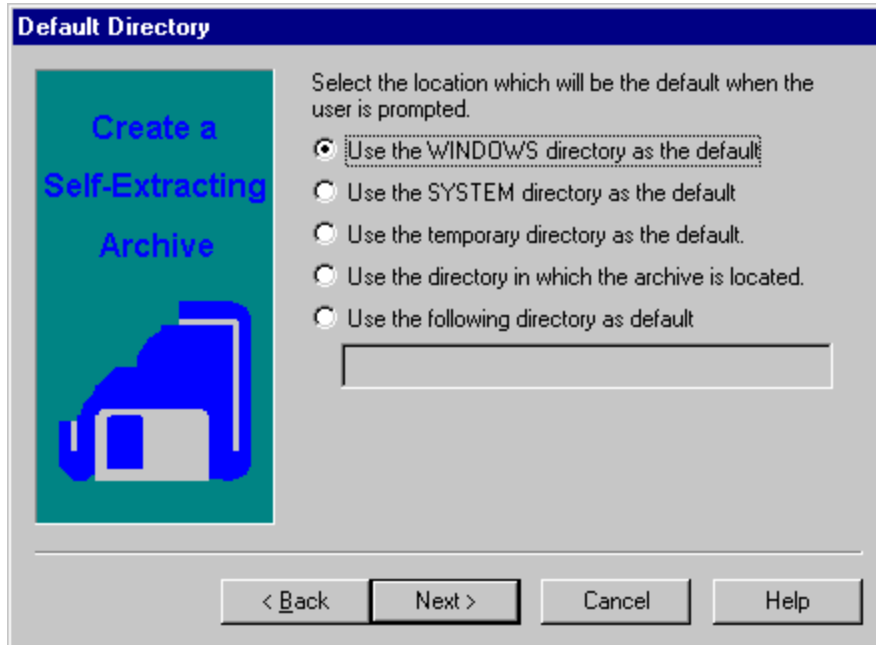 Default Directory
Create a
Self-Extracting
Archive
Select the location which will be the default when the
user is prompted.
Use the WINDOWS directory as the default
Use the SYSTEM directory as the default
Use the temporary directory as the default.
Use the directory in which the archive is located.
Use the following directory as default
< Back
Next >
Cancel
Help